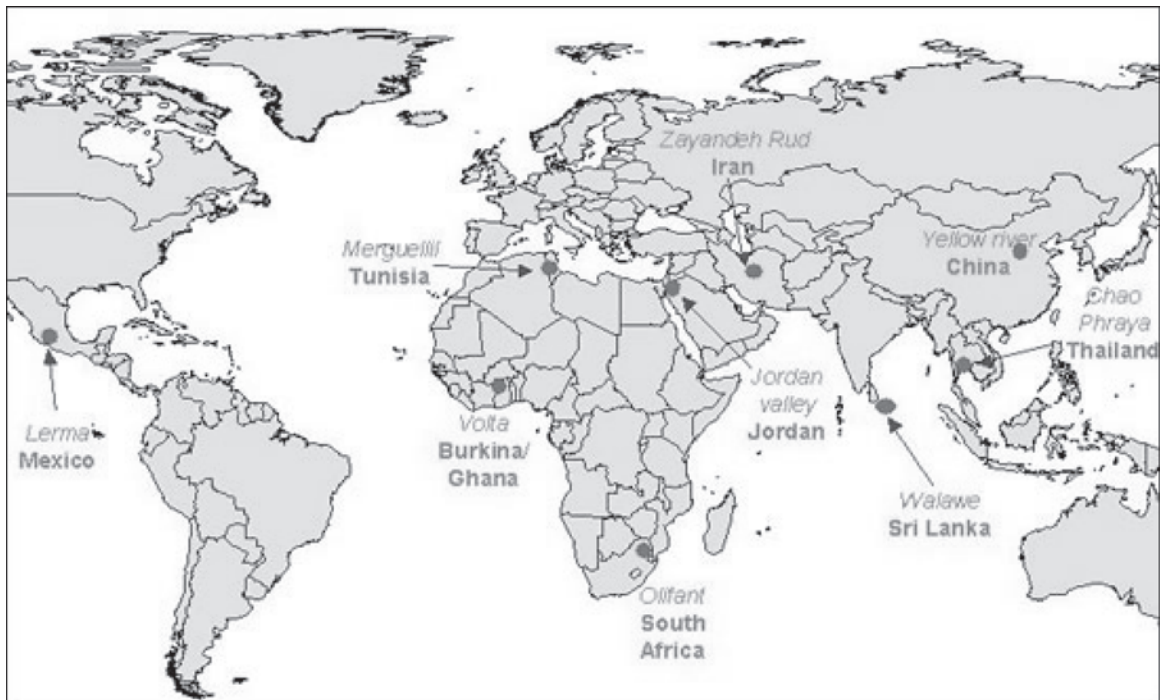 Zayandeh Rud
Iran
Merguellil
Tunisia
Yellow river
China
Chao
Phraya
Thailand
Jordan
valley
Jordan
Volta
Burkina/
Ghana
Lerma
Mexico
Walawe
Sri Lanka
Olifant
South
Africa